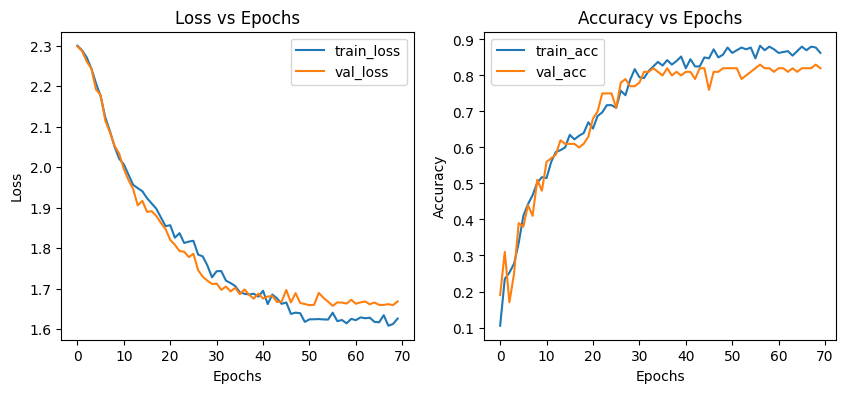 Loss vs Epochs
2.3
2.2
2.1
2.0
1.9
1.8
1.7
1.6
Loss
0 10 20 30 40 50 60 70
Epochs
train_loss
val_loss
Accuracy vs Epochs
0.9
0.8
0.7
0.6
0.5
0.4
0.3
0.2
0.1
Accuracy
0 10 20 30 40 50 60 70
Epochs
train_acc
val_acc